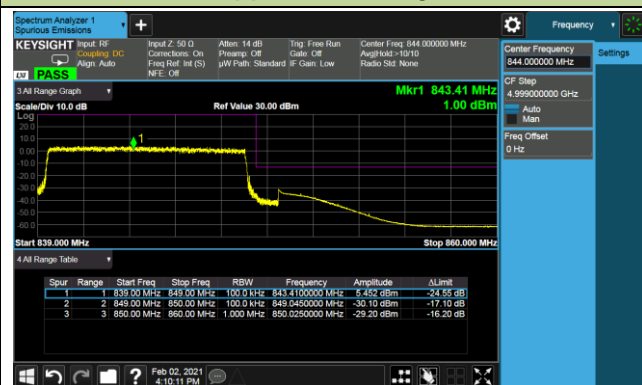 Spectrum Analyzer 1
Spurious Emissions
Frequency
KEYSIGHT Input: RF Input Z: 50 Ω Atten: 14 dB Trig: Free Run Center Freq: 844.000000 MHz
Coupling: DC Corrections: On Preamp: Off Gate: Off Avg|Hold:>10/10
Align: Auto Freq Ref: Int (S) µW Path: Standard IF Gain: Low Radio Std: None
NFE: Off
PASS
Center Frequency
844.000000 MHz
Settings
CF Step
4.999000000 GHz
Auto
Man
Freq Offset
0 Hz
3 All Range Graph
Mkr1 843.41 MHz
Scale/Div 10.0 dB Ref Value 30.00 dBm 1.00 dBm
Log
20.0
10.0
0.00
-10.0
-20.0
-30.0
-40.0
-50.0
-60.0
1
Start 839.000 MHz Stop 860.000 MHz
4 All Range Table
Spur Range Start Freq Stop Freq RBW Frequency Amplitude ΔLimit
1 1 839.00 MHz 849.00 MHz 100.0 kHz 843.4100000 MHz 5.452 dBm -24.55 dB
2 2 849.00 MHz 850.00 MHz 100.0 kHz 849.0450000 MHz -30.10 dBm -17.10 dB
3 3 850.00 MHz 860.00 MHz 1.000 MHz 850.0250000 MHz -29.20 dBm -16.20 dB
Feb 02, 2021
4:10:11 PM